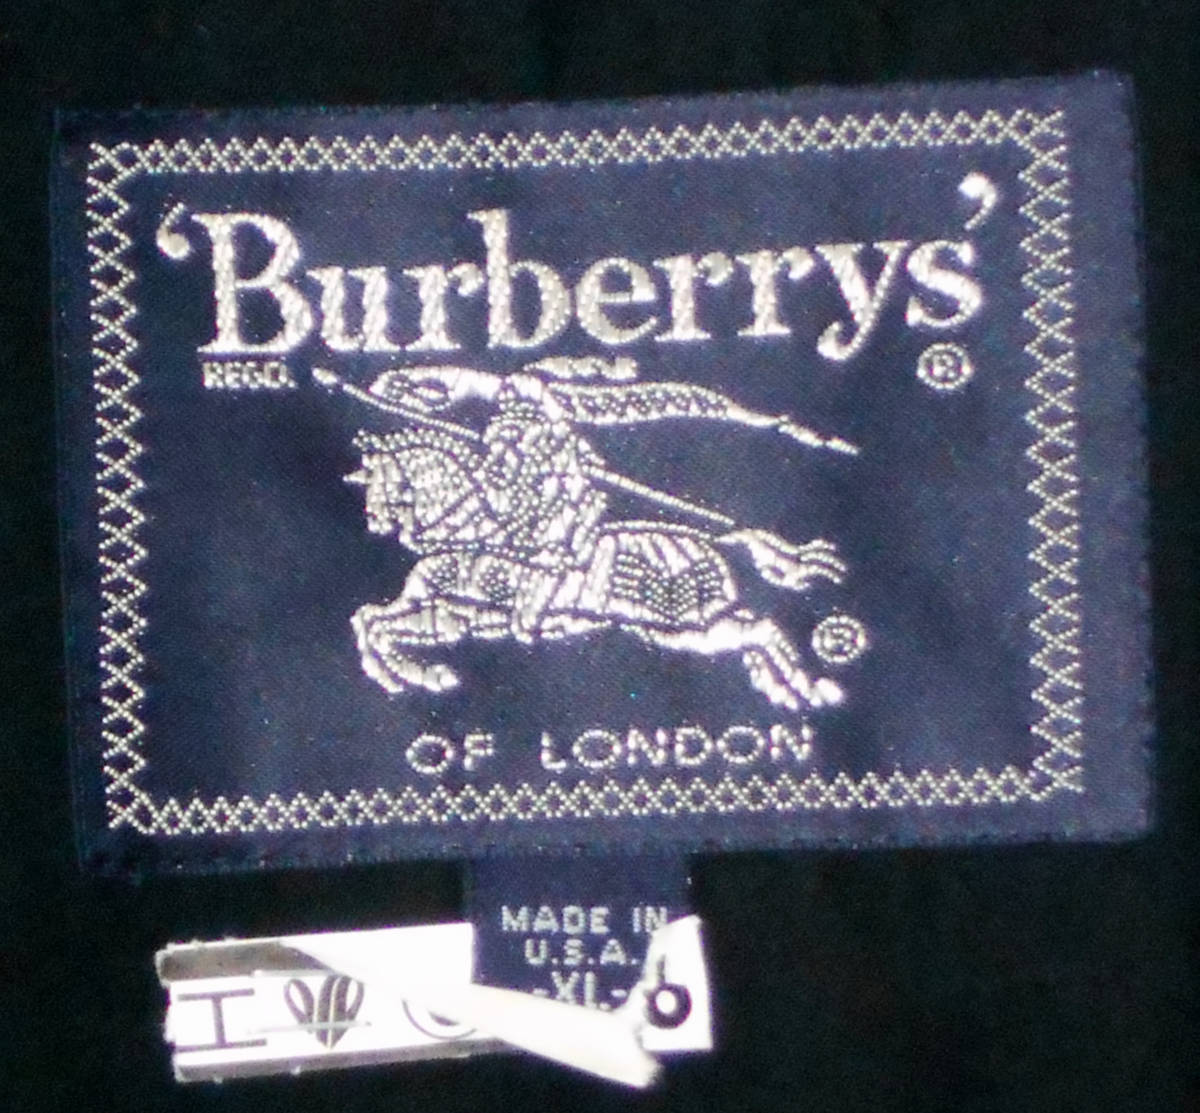 ‘Burberrys’
REGD. ®
®
OF LONDON
MADE IN
U.S.A.
-XL-